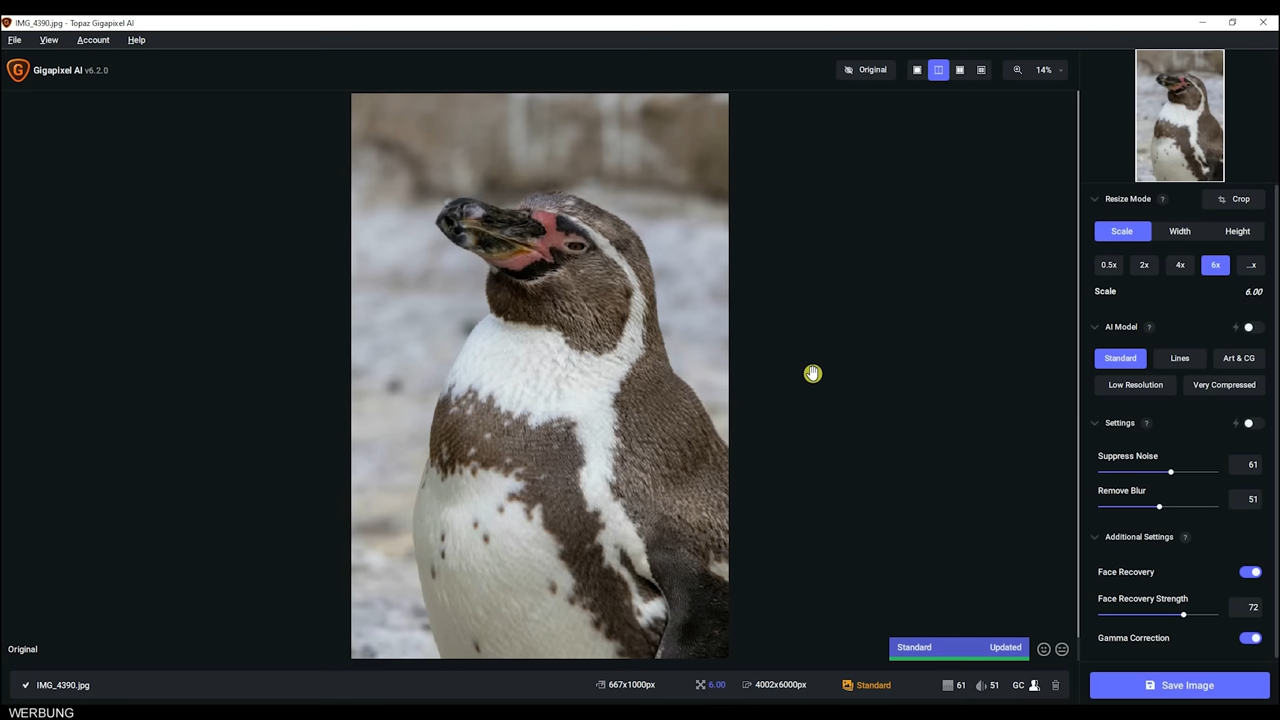 IMG_4390.jpg - Topaz Gigapixel AI
File View Account Help
Gigapixel AI v6.2.0
Original
14%
Resize Mode ?
Crop
Scale Width Height
0.5x 2x 4x 6x ...x
Scale 6.00
AI Model ?
Standard Lines Art & CG
Low Resolution Very Compressed
Settings ?
Suppress Noise 61
Remove Blur 51
Additional Settings ?
Face Recovery
Face Recovery Strength 72
Gamma Correction
Original
Standard Updated
IMG_4390.jpg 667x1000px 6.00 4002x6000px Standard 61 51 GC
Save Image
WERBUNG